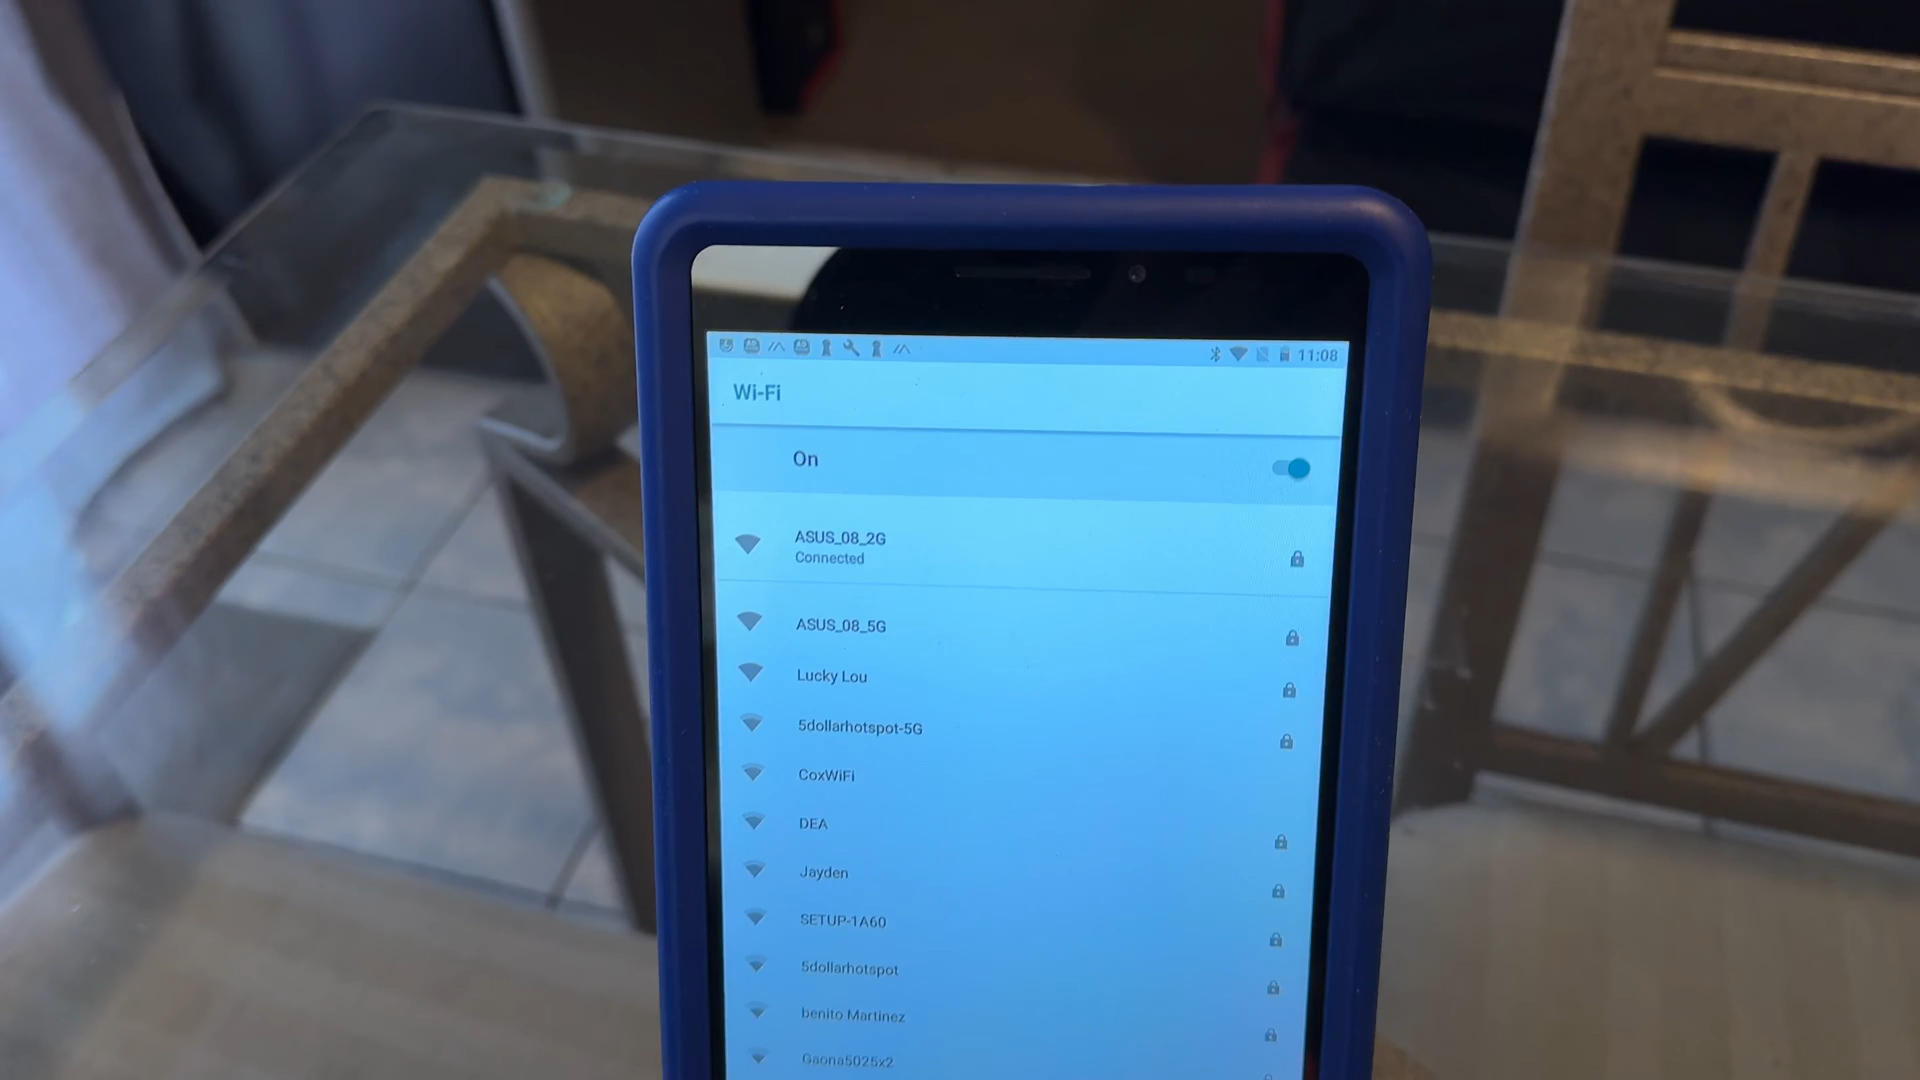 11:08
Wi-Fi
On
ASUS_08_2G
Connected
ASUS_08_5G
Lucky Lou
5dollarhotspot-5G
CoxWiFi
DEA
Jayden
SETUP-1A60
5dollarhotspot
benito Martinez
Gaona5025x2